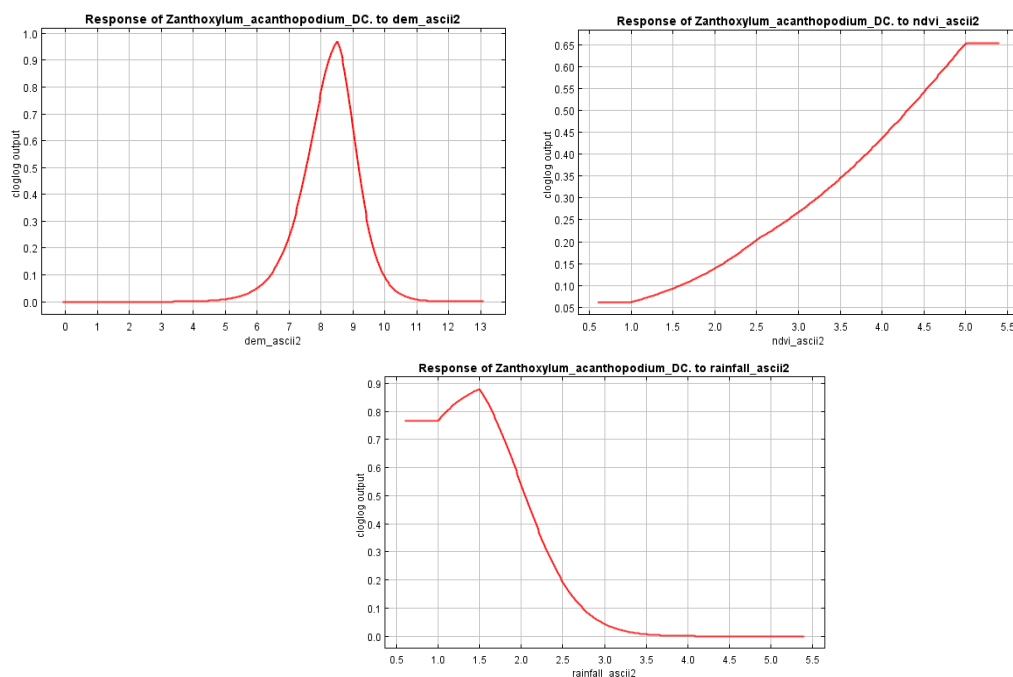 Response of Zanthoxylum_acanthopodium_DC. to dem_ascii2
cloglog output
1.0
0.9
0.8
0.7
0.6
0.5
0.4
0.3
0.2
0.1
0.0
0 1 2 3 4 5 6 7 8 9 10 11 12 13
dem_ascii2
Response of Zanthoxylum_acanthopodium_DC. to ndvi_ascii2
cloglog output
0.65
0.60
0.55
0.50
0.45
0.40
0.35
0.30
0.25
0.20
0.15
0.10
0.05
0.5 1.0 1.5 2.0 2.5 3.0 3.5 4.0 4.5 5.0 5.5
ndvi_ascii2
Response of Zanthoxylum_acanthopodium_DC. to rainfall_ascii2
cloglog output
0.9
0.8
0.7
0.6
0.5
0.4
0.3
0.2
0.1
0.0
0.5 1.0 1.5 2.0 2.5 3.0 3.5 4.0 4.5 5.0 5.5
rainfall_ascii2